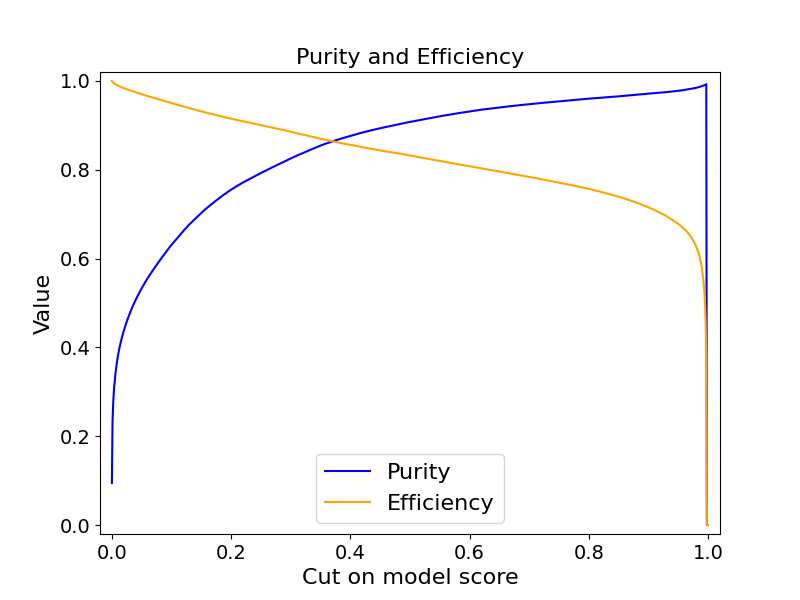 Purity and Efficiency
1.0
0.8
0.6
0.4
0.2
0.0
Value
Purity
Efficiency
0.0 0.2 0.4 0.6 0.8 1.0
Cut on model score